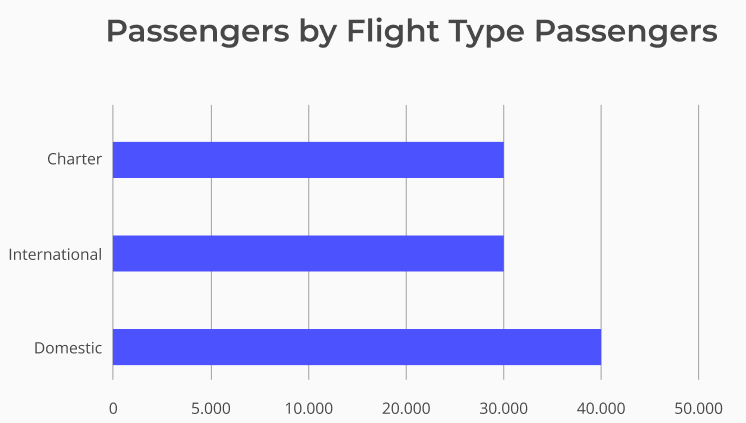 Passengers by Flight Type Passengers
Charter
International
Domestic
0 5.000 10.000 20.000 30.000 40.000 50.000